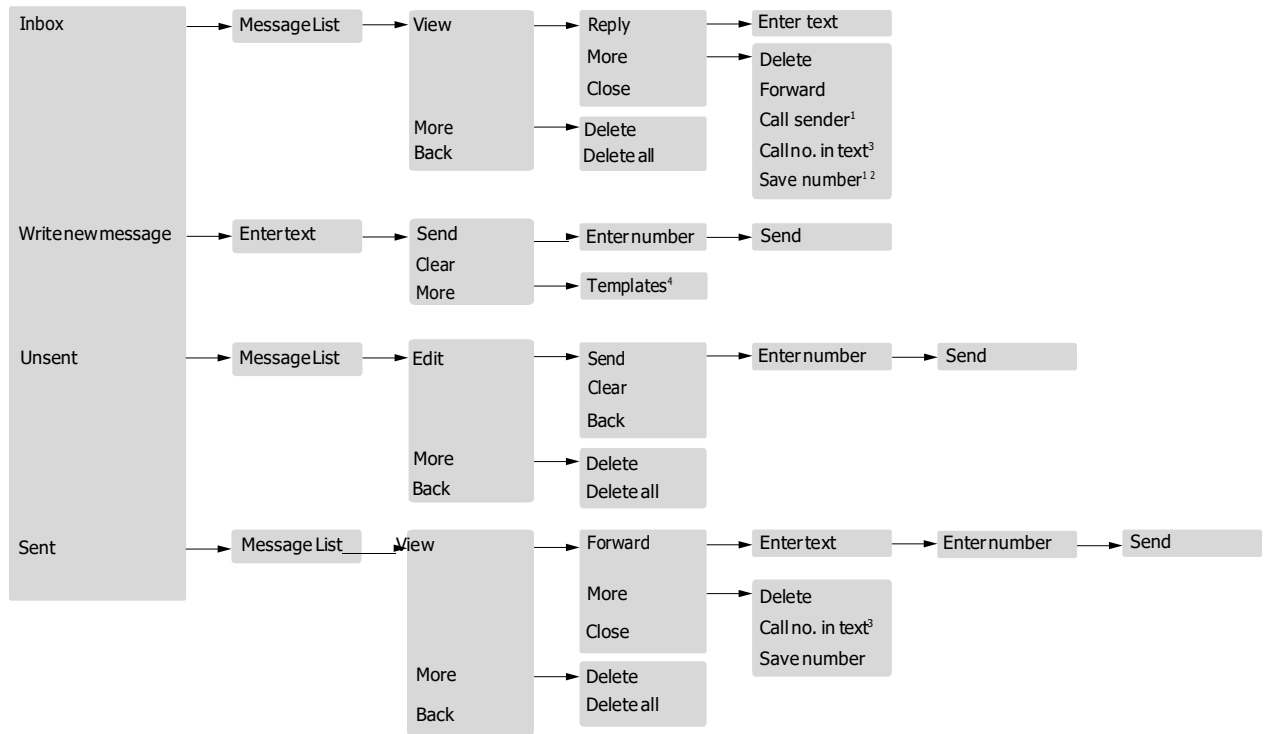 Inbox
Message List
View
Reply
Enter text
More
Delete
Close
Forward
Call sender¹
Call no. in text³
Save number¹ ²
More
Back
Delete
Delete all
Write new message
Enter text
Send
Enter number
Send
Clear
More
Templates⁴
Unsent
Message List
Edit
Send
Enter number
Send
Clear
Back
More
Back
Delete
Delete all
Sent
Message List
View
Forward
Enter text
Enter number
Send
More
Close
Delete
Call no. in text³
Save number
More
Back
Delete
Delete all